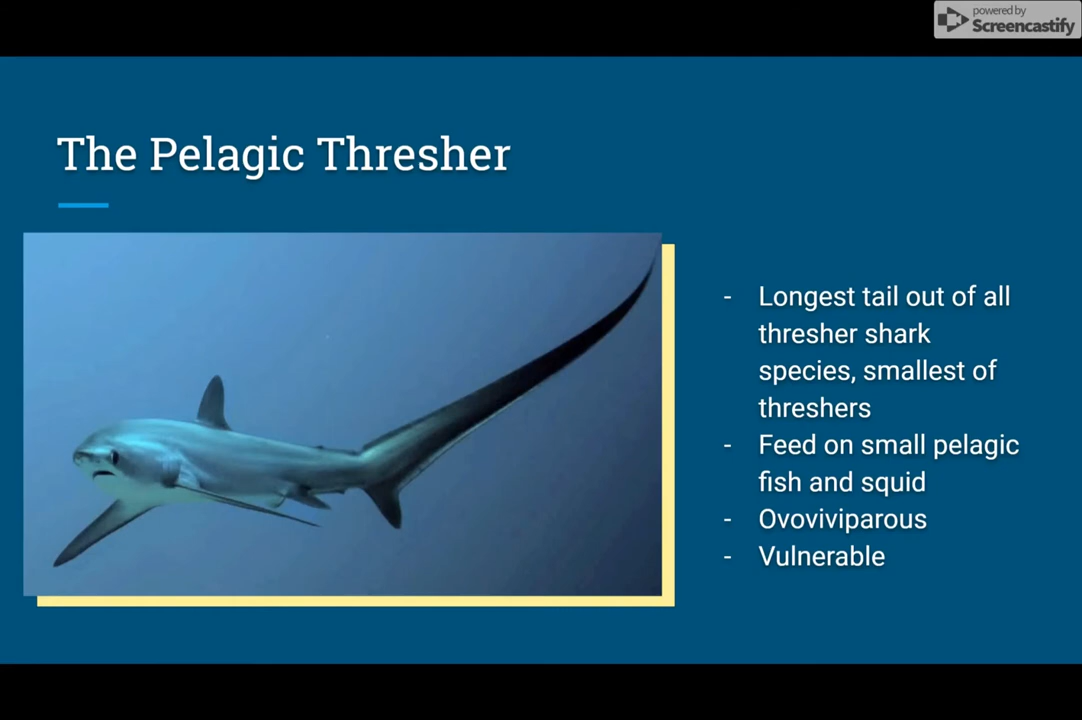 powered by
Screencastify
The Pelagic Thresher
- Longest tail out of all
thresher shark
species, smallest of
threshers
- Feed on small pelagic
fish and squid
- Ovoviviparous
- Vulnerable